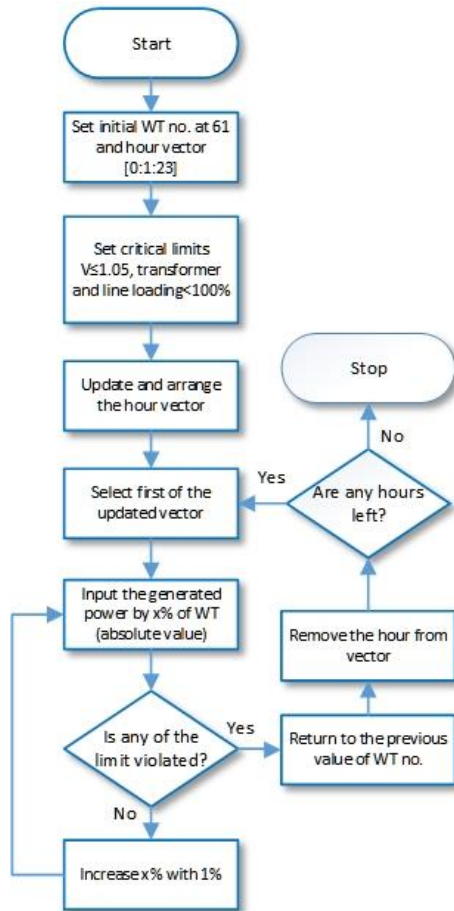 Start
Set initial WT no. at 61
and hour vector
[0:1:23]
Set critical limits
V≤1.05, transformer
and line loading<100%
Update and arrange
the hour vector
Stop
No
Select first of the
updated vector
Yes
Are any hours
left?
Input the generated
power by x% of WT
(absolute value)
Remove the hour from
vector
Is any of the
limit violated?
Yes
Return to the previous
value of WT no.
No
Increase x% with 1%